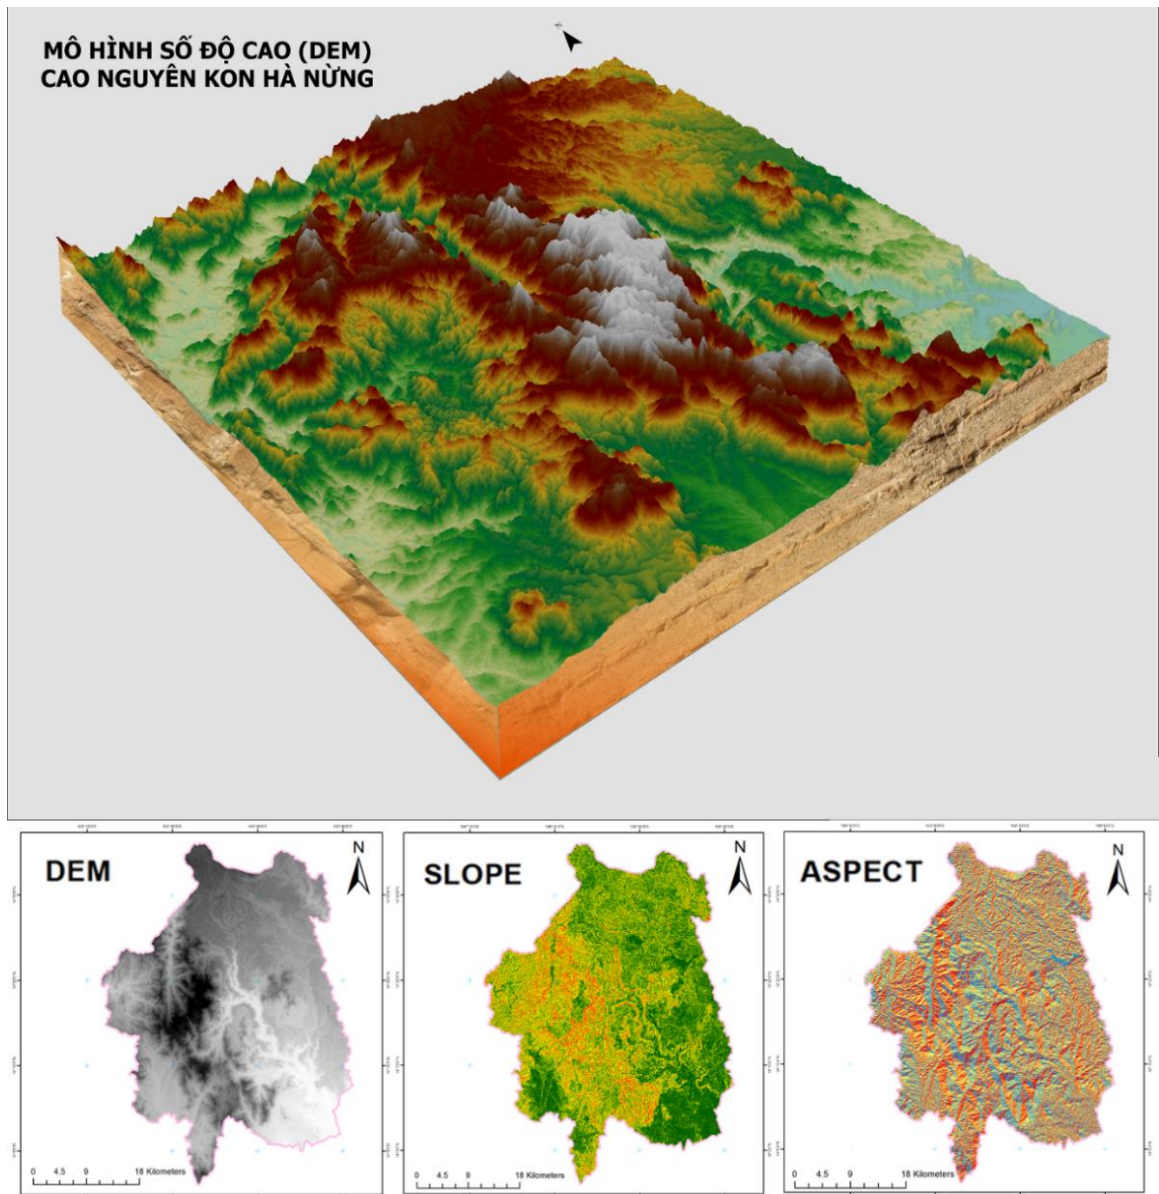 MÔ HÌNH SỐ ĐỘ CAO (DEM)
CAO NGUYÊN KON HÀ NỪNG
DEM
N
0 4.5 9 18 Kilometers
SLOPE
N
0 4.5 9 18 Kilometers
ASPECT
N
0 4.5 9 18 Kilometers